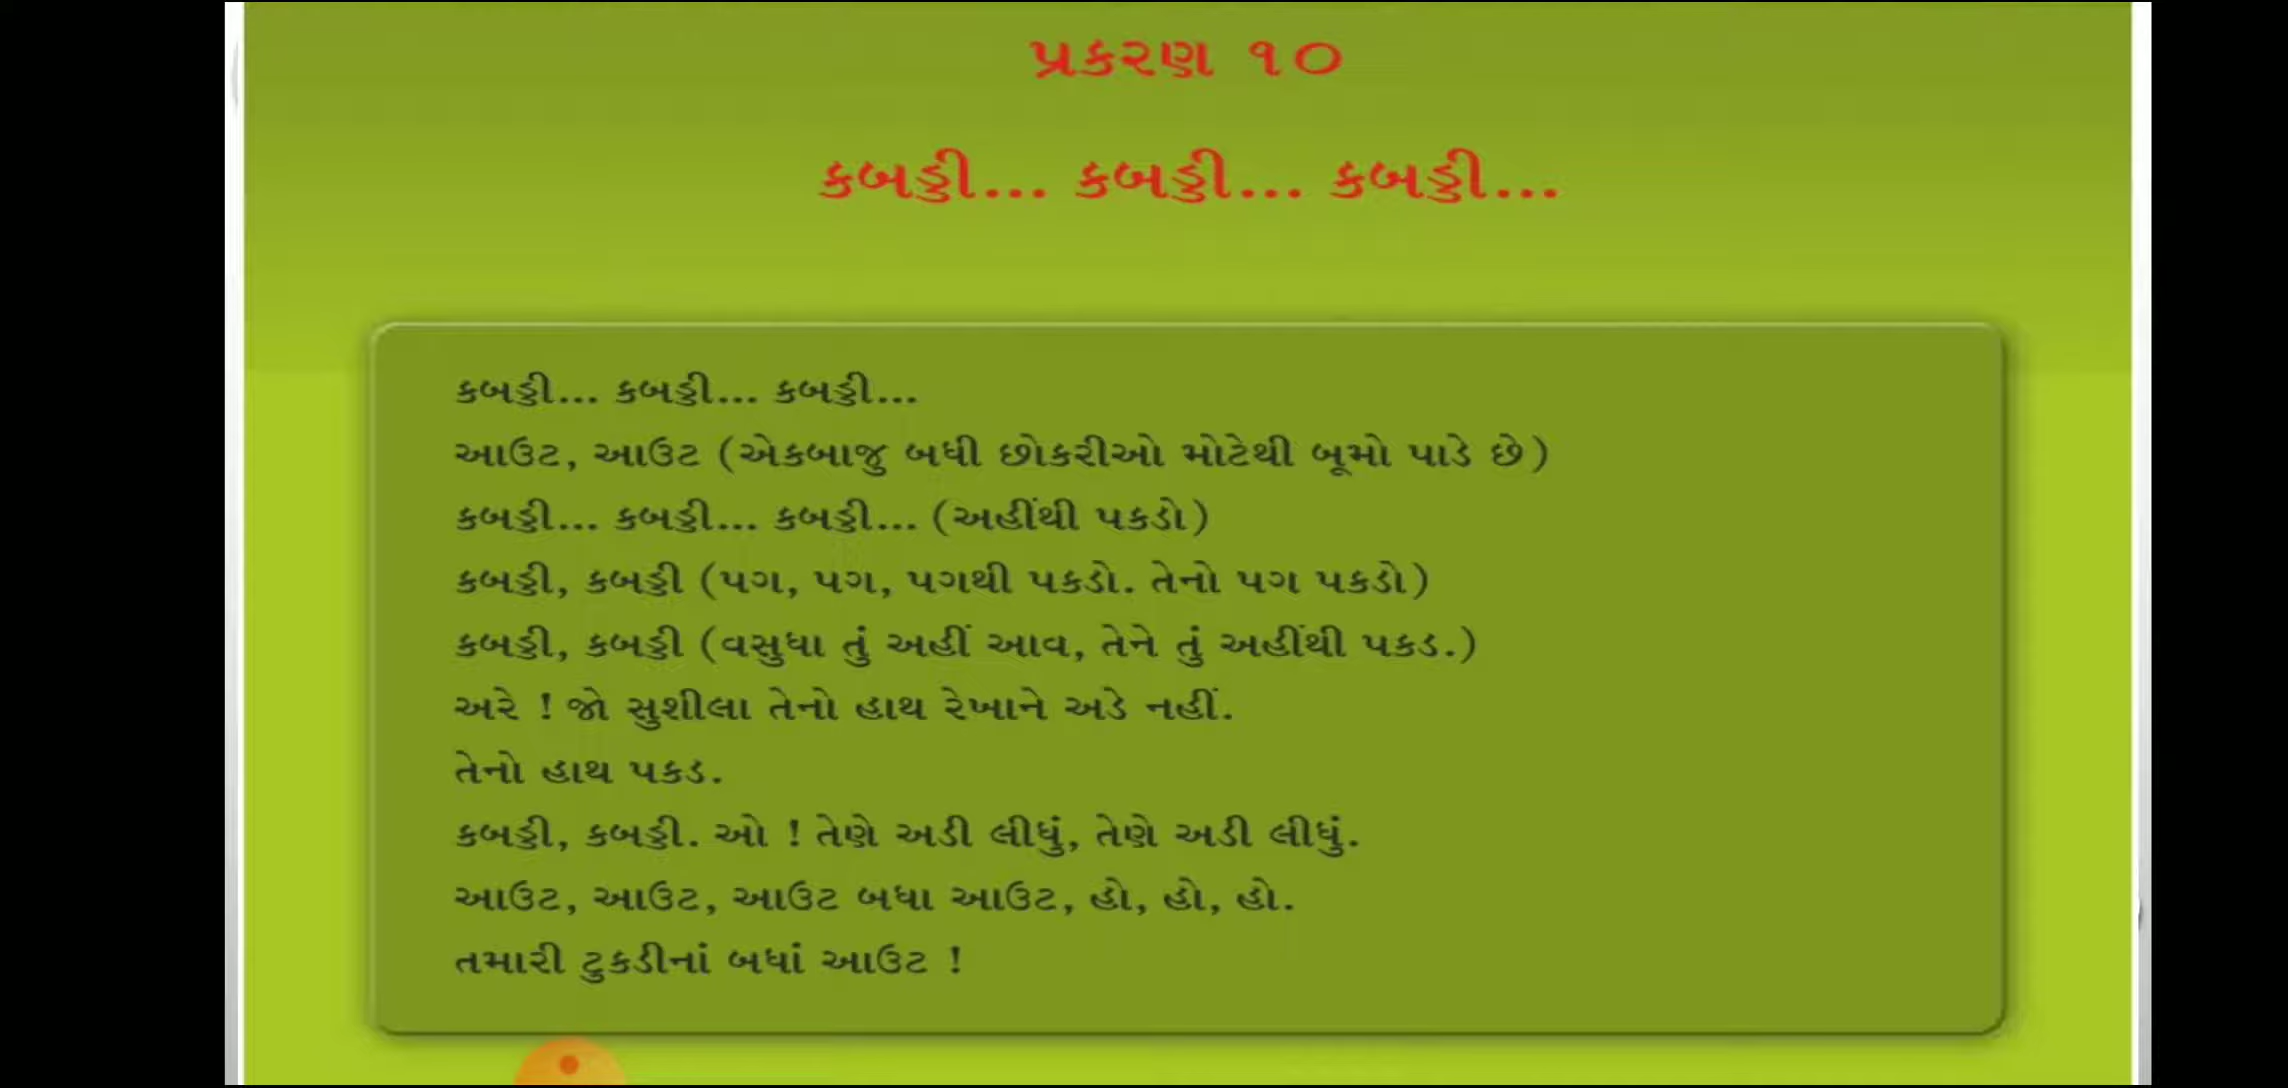 પ્રકરણ ૧૦
કબડ્ડી... કબડ્ડી... કબડ્ડી...
કબડ્ડી... કબડ્ડી... કબડ્ડી...
આઉટ, આઉટ (એકબાજુ બધી છોકરીઓ મોટેથી બૂમો પાડે છે)
કબડ્ડી... કબડ્ડી... કબડ્ડી... (અહીંથી પકડો)
કબડ્ડી, કબડ્ડી (પગ, પગ, પગથી પકડો. તેનો પગ પકડો)
કબડ્ડી, કબડ્ડી (વસુધા તું અહીં આવ, તેને તું અહીંથી પકડ.)
અરે ! જો સુશીલા તેનો હાથ રેખાને અડે નહીં.
તેનો હાથ પકડ.
કબડ્ડી, કબડ્ડી. ઓ ! તેણે અડી લીધું, તેણે અડી લીધું.
આઉટ, આઉટ, આઉટ બધા આઉટ, હો, હો, હો.
તમારી ટુકડીનાં બધાં આઉટ !